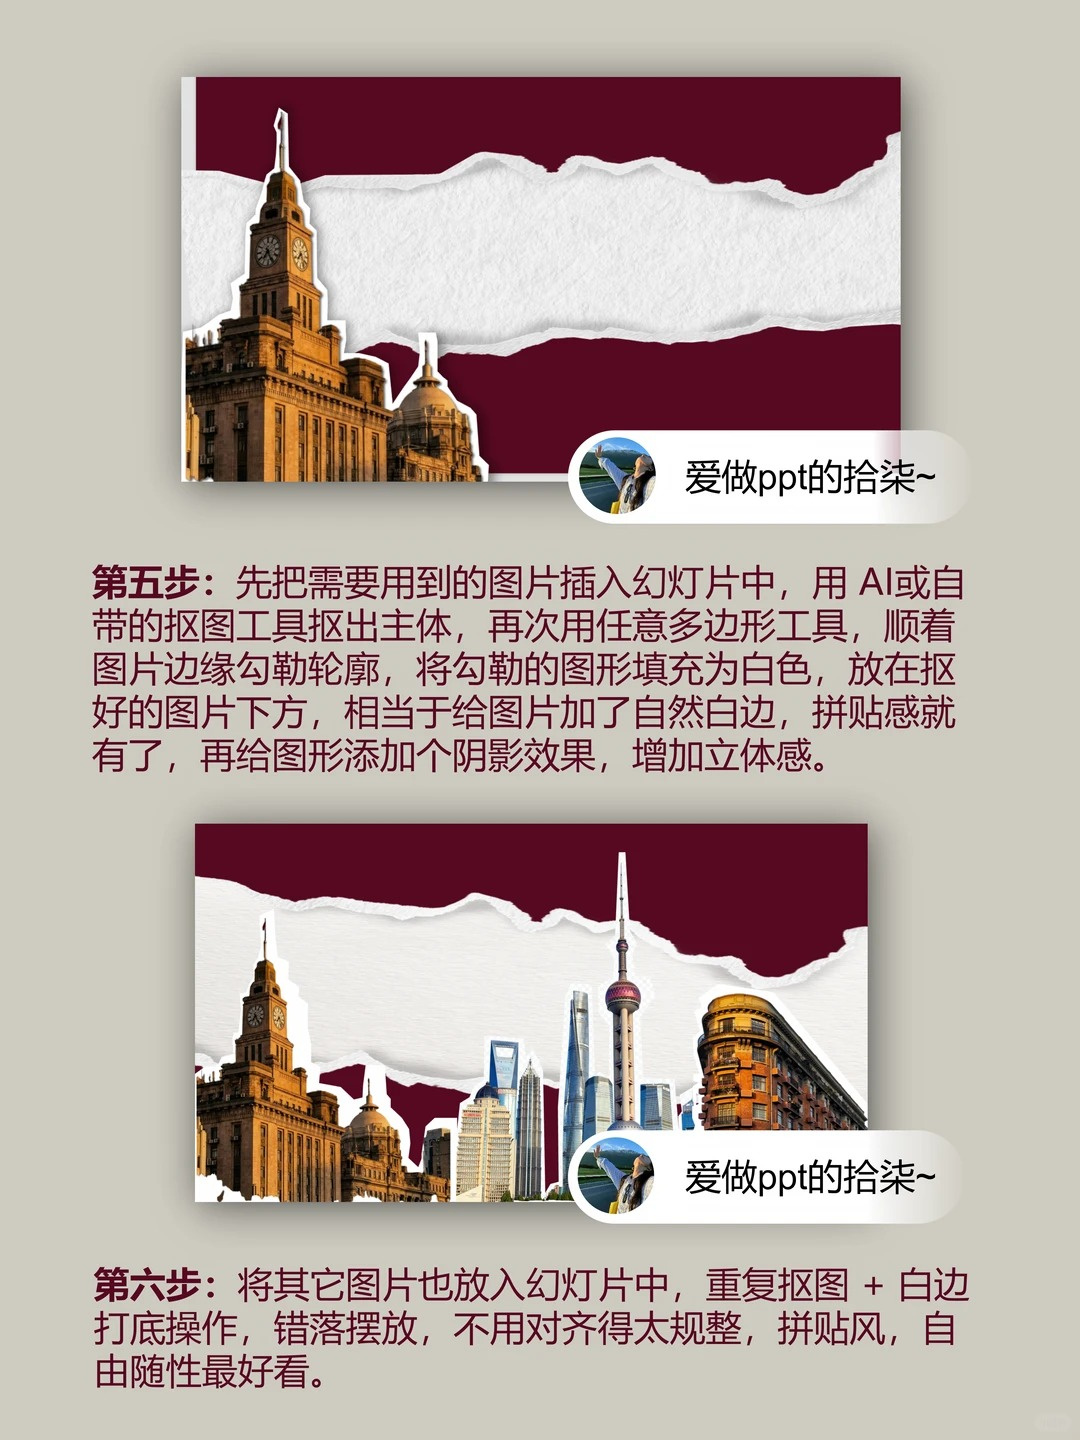 爱做ppt的拾柒~
第五步：先把需要用到的图片插入幻灯片中，用 AI或自
带的抠图工具抠出主体，再次用任意多边形工具，顺着
图片边缘勾勒轮廓，将勾勒的图形填充为白色，放在抠
好的图片下方，相当于给图片加了自然白边，拼贴感就
有了，再给图形添加个阴影效果，增加立体感。
爱做ppt的拾柒~
第六步：将其它图片也放入幻灯片中，重复抠图 + 白边
打底操作，错落摆放，不用对齐得太规整，拼贴风，自
由随性最好看。